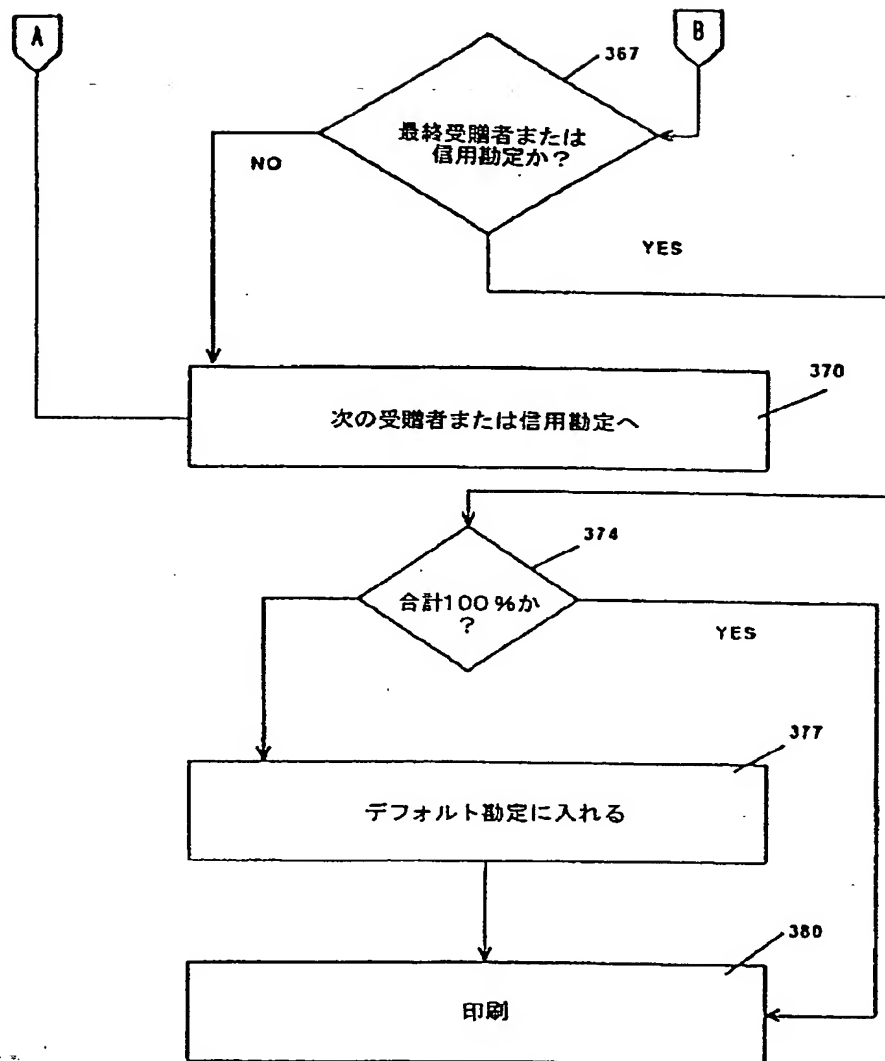 A
B
367
最終受贈者または
信用勘定か？
NO
YES
370
次の受贈者または信用勘定へ
374
合計100%か
？
YES
377
デフォルト勘定に入れる
380
印刷